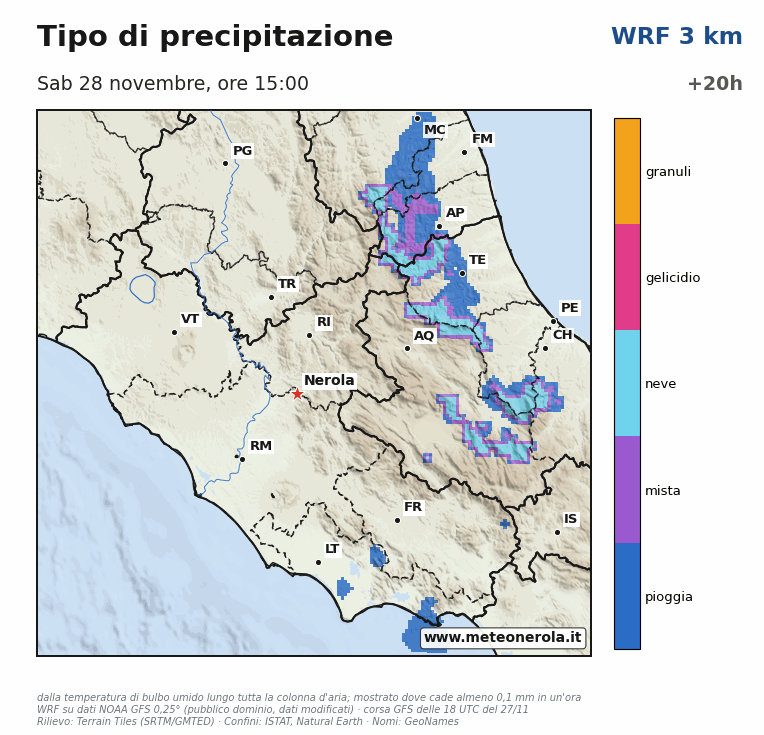 Tipo di precipitazione
WRF 3 km
Sab 28 novembre, ore 15:00
+20h
MC
FM
PG
AP
TE
TR
PE
VT
RI
AQ
CH
Nerola
RM
FR
IS
LT
www.meteonerola.it
granuli
gelicidio
neve
mista
pioggia
dalla temperatura di bulbo umido lungo tutta la colonna d'aria; mostrato dove cade almeno 0,1 mm in un'ora
WRF su dati NOAA GFS 0,25° (pubblico dominio, dati modificati) · corsa GFS delle 18 UTC del 27/11
Rilievo: Terrain Tiles (SRTM/GMTED) · Confini: ISTAT, Natural Earth · Nomi: GeoNames